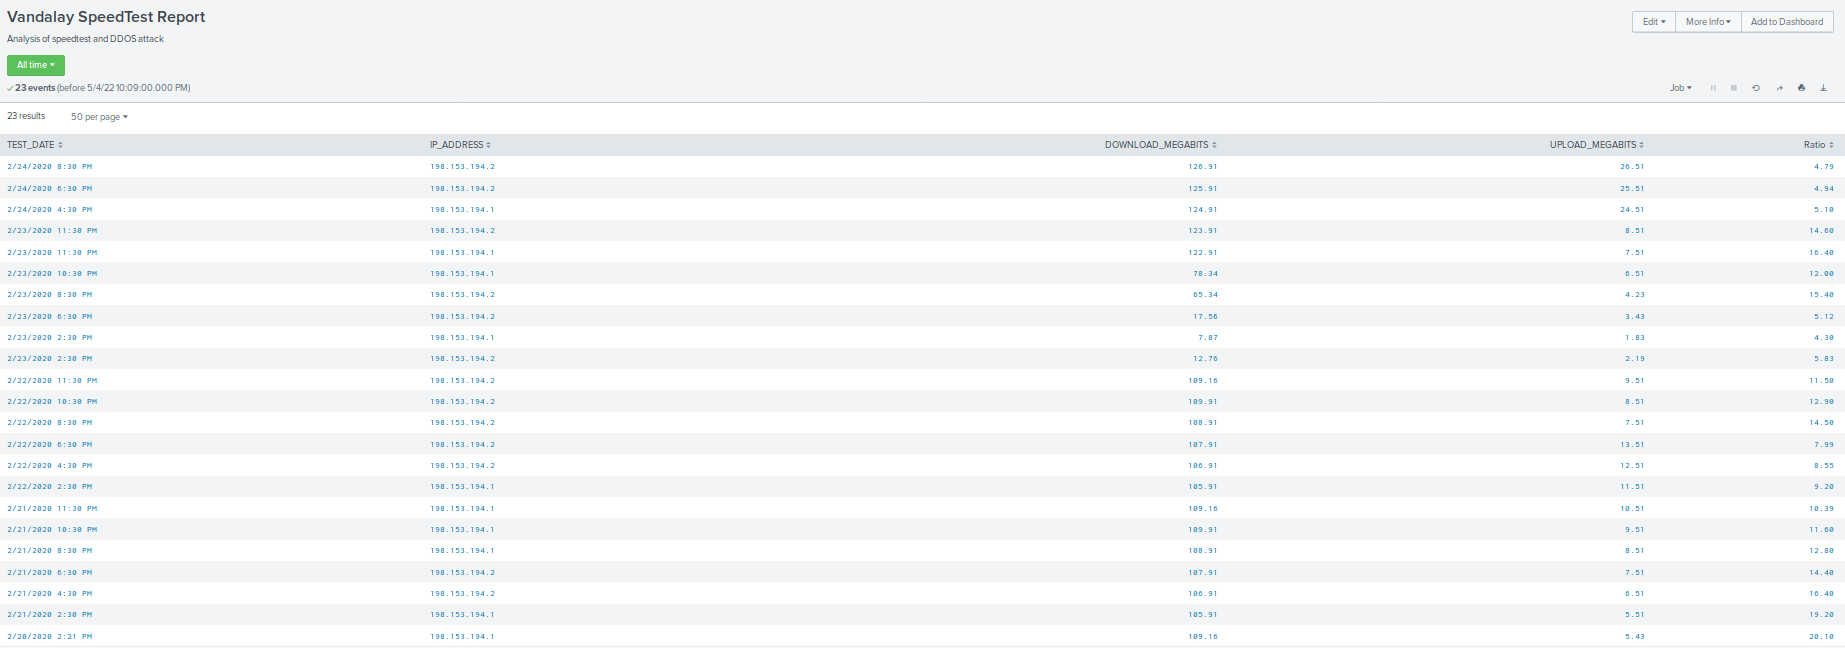 Vandalay SpeedTest Report
Edit More Info Add to Dashboard
Analysis of speedtest and DDOS attack
All time
23 events (before 5/4/22 10:09:00.000 PM)
Job
23 results 50 per page
TEST_DATE IP_ADDRESS DOWNLOAD_MEGABITS UPLOAD_MEGABITS Ratio
2/24/2020 8:30 PM 198.153.194.2 126.91 26.51 4.79
2/24/2020 6:30 PM 198.153.194.2 125.91 25.51 4.94
2/24/2020 4:30 PM 198.153.194.1 124.91 24.51 5.10
2/23/2020 11:30 PM 198.153.194.2 123.91 8.51 14.60
2/23/2020 11:30 PM 198.153.194.1 122.91 7.51 16.40
2/23/2020 10:30 PM 198.153.194.1 78.34 6.51 12.00
2/23/2020 8:30 PM 198.153.194.2 65.34 4.23 15.40
2/23/2020 6:30 PM 198.153.194.2 17.56 3.43 5.12
2/23/2020 2:30 PM 198.153.194.1 7.87 1.83 4.30
2/23/2020 2:30 PM 198.153.194.2 12.76 2.19 5.83
2/22/2020 11:30 PM 198.153.194.2 109.16 9.51 11.50
2/22/2020 10:30 PM 198.153.194.2 109.91 8.51 12.90
2/22/2020 8:30 PM 198.153.194.2 108.91 7.51 14.50
2/22/2020 6:30 PM 198.153.194.2 107.91 13.51 7.99
2/22/2020 4:30 PM 198.153.194.2 106.91 12.51 8.55
2/22/2020 2:30 PM 198.153.194.1 105.91 11.51 9.20
2/21/2020 11:30 PM 198.153.194.1 109.16 10.51 10.39
2/21/2020 10:30 PM 198.153.194.1 109.91 9.51 11.60
2/21/2020 8:30 PM 198.153.194.1 108.91 8.51 12.80
2/21/2020 6:30 PM 198.153.194.2 107.91 7.51 14.40
2/21/2020 4:30 PM 198.153.194.2 106.91 6.51 16.40
2/21/2020 2:30 PM 198.153.194.1 105.91 5.51 19.20
2/20/2020 2:21 PM 198.153.194.1 109.16 5.43 20.10